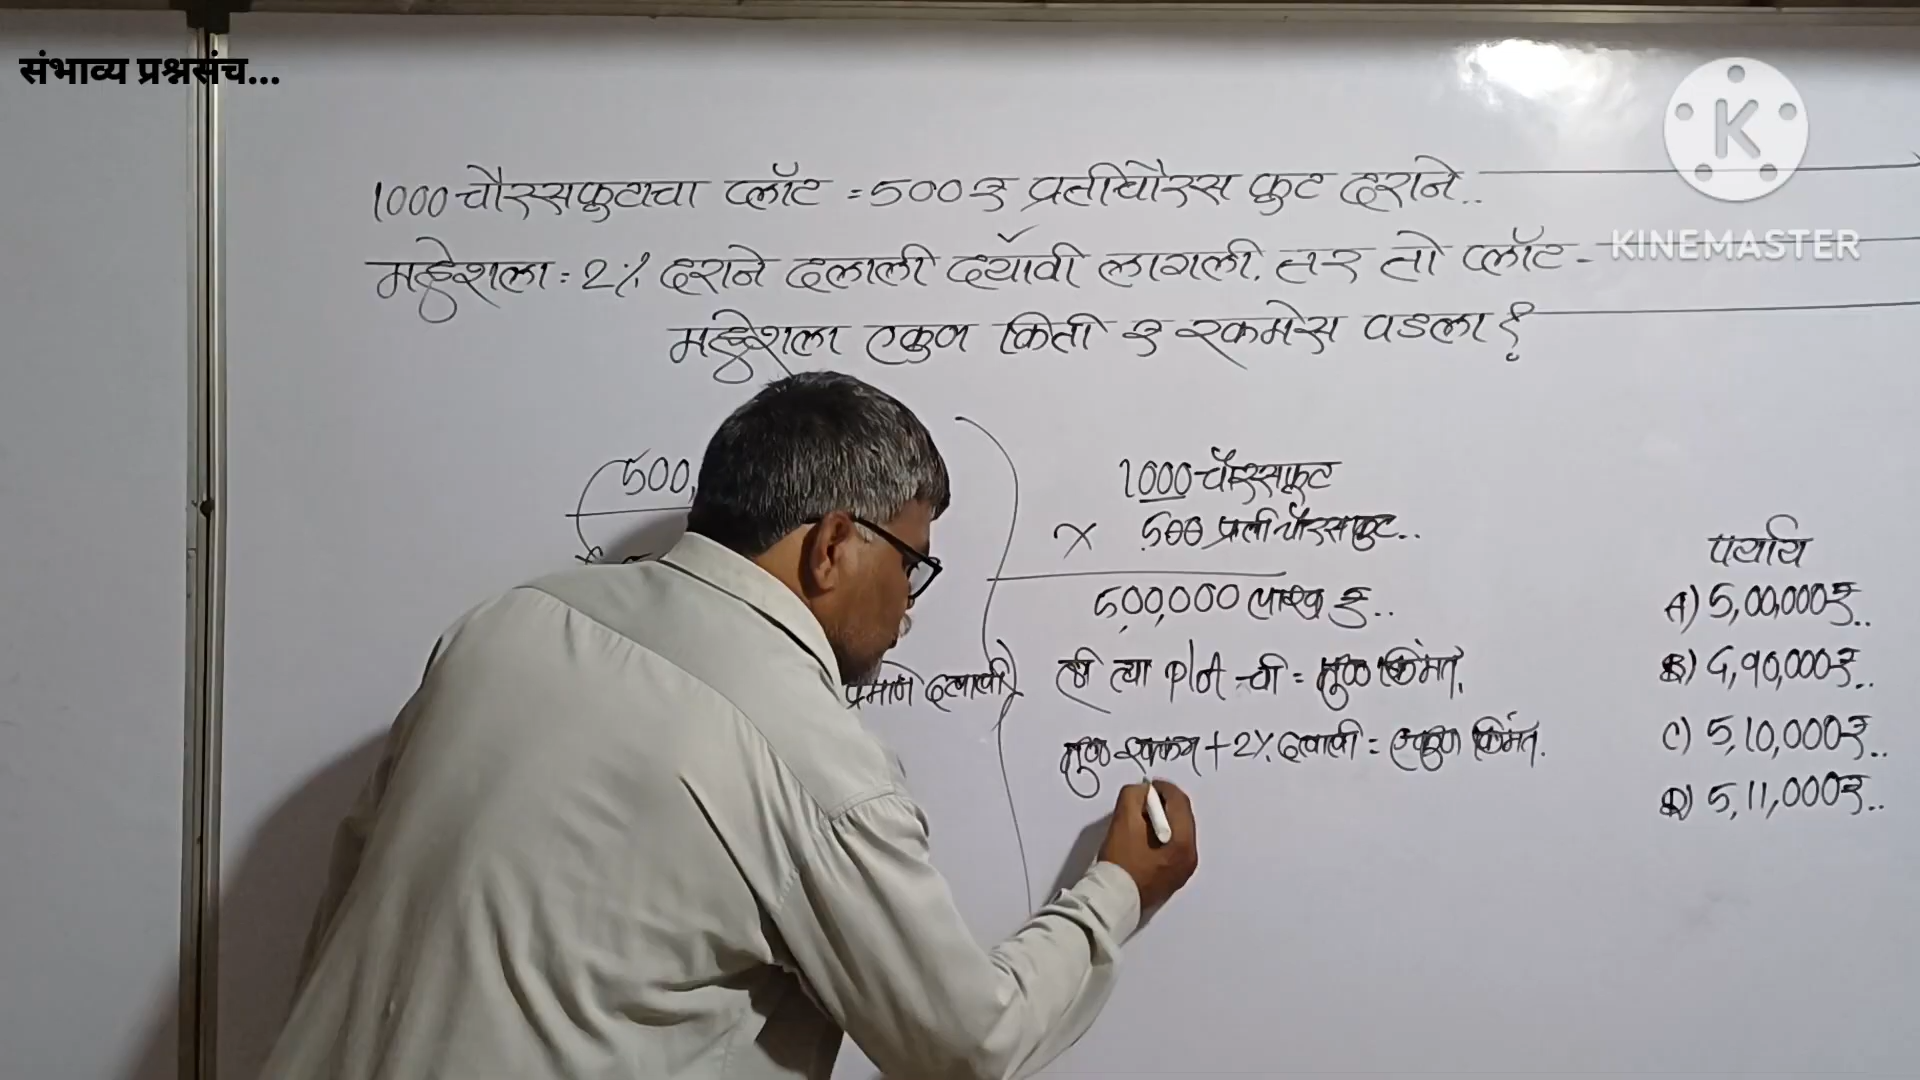 संभाव्य प्रश्नसंच...
KINEMASTER
1000 चौरसफुटाचा प्लॉट = 500 रु प्रतीचौरस फुट दराने..
महेशला = 2% दराने दलाली द्यावी लागली. तर तो प्लॉट -
महेशला एकुण किती रु रकमेस पडला?
500,
प्रमाणे दलाली
1000 चौरसफुट
× 500 प्रतीचौरसफुट..
5,00,000 लाख रु..
ही त्या plot ची = मुळ किंमत.
मुळ रक्कम + 2% दलाली = एकुण किंमत.
पर्याय
A) 5,00,000 रु..
B) 4,90,000 रु..
C) 5,10,000 रु..
D) 5,11,000 रु..